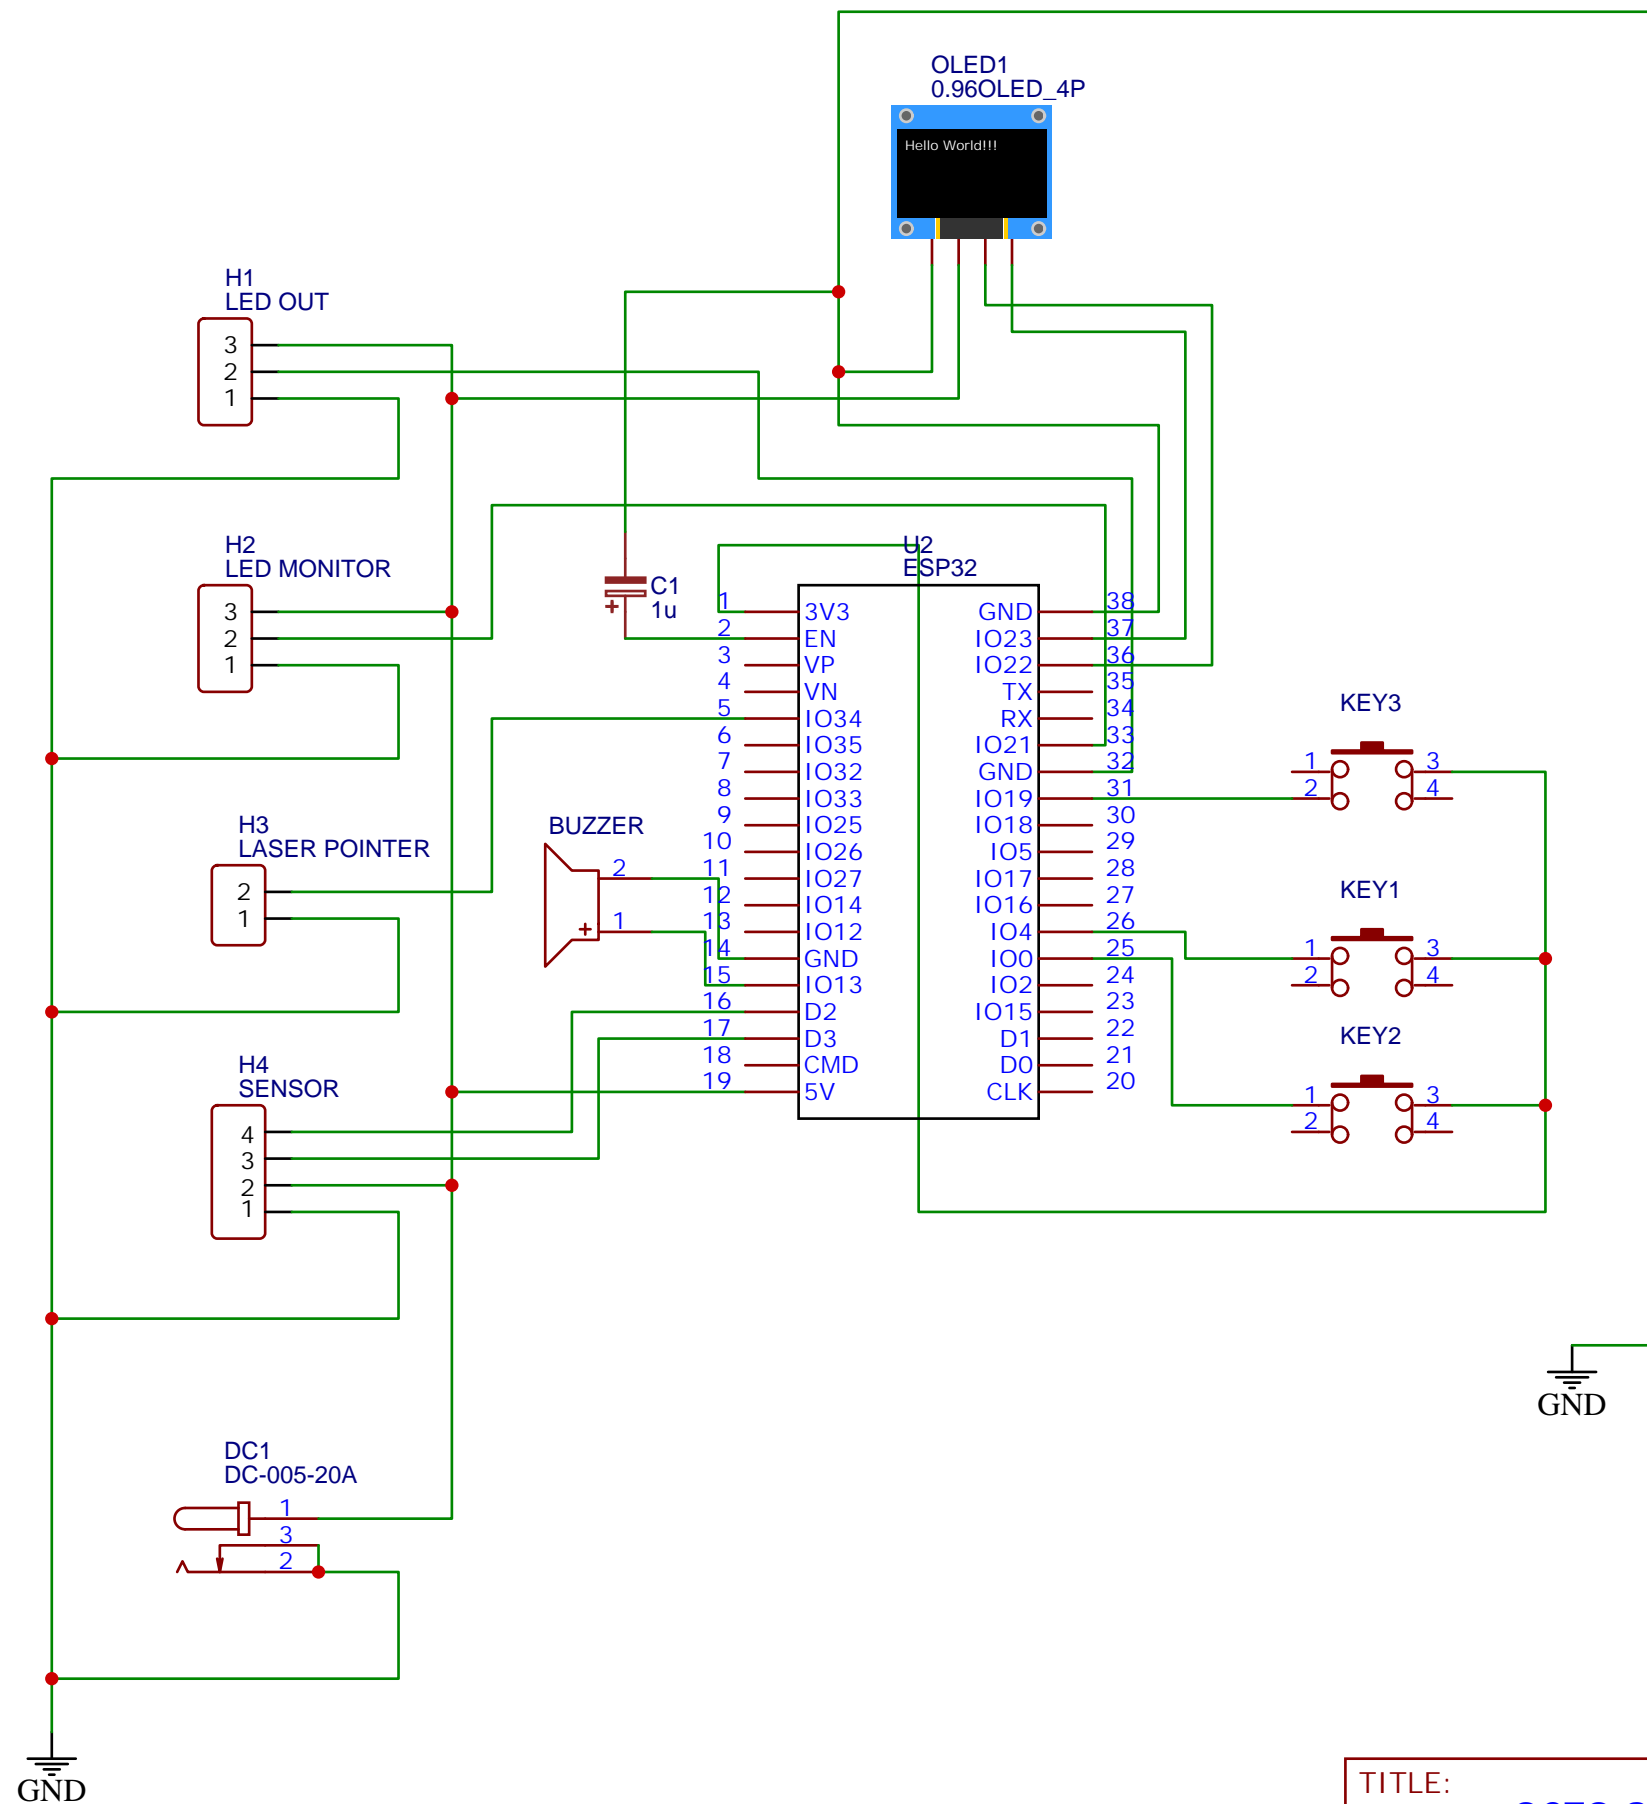 OLED1
0.96OLED_4P
Hello World!!!
H1
LED OUT
3
2
1
H2
LED MONITOR
3
2
1
C1
1u
U2
ESP32
1 3V3 GND 38
2 EN IO23 37
3 VP IO22 36
4 VN TX 35
5 IO34 RX 34
6 IO35 IO21 33
7 IO32 GND 32
8 IO33 IO19 31
9 IO25 IO18 30
10 IO26 IO5 29
11 IO27 IO17 28
12 IO14 IO16 27
13 IO12 IO4 26
14 GND IO0 25
15 IO13 IO2 24
16 D2 IO15 23
17 D3 D1 22
18 CMD D0 21
19 5V CLK 20
KEY3
1 3
2 4
H3
LASER POINTER
2
1
BUZZER
2
+ 1
KEY1
1 3
2 4
KEY2
1 3
2 4
H4
SENSOR
4
3
2
1
GND
DC1
DC-005-20A
1
3
2
GND
TITLE: